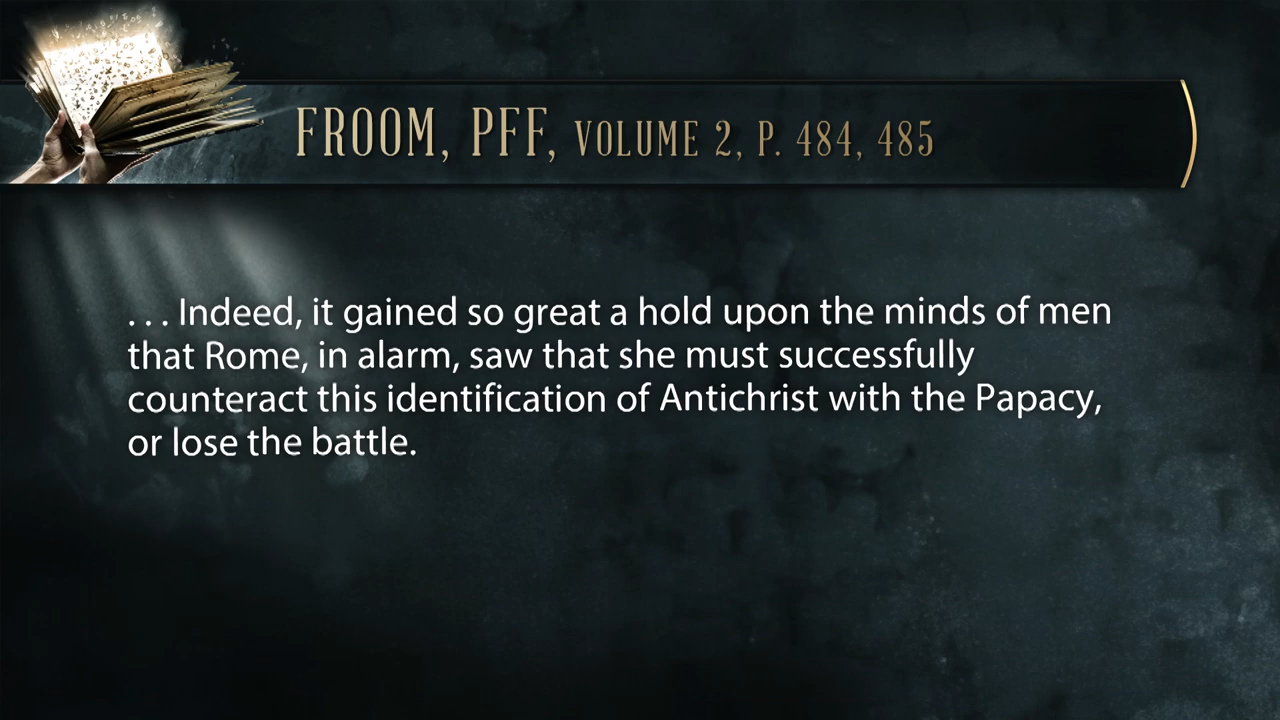 FROOM, PFF, VOLUME 2, P. 484, 485
. . . Indeed, it gained so great a hold upon the minds of men
that Rome, in alarm, saw that she must successfully
counteract this identification of Antichrist with the Papacy,
or lose the battle.